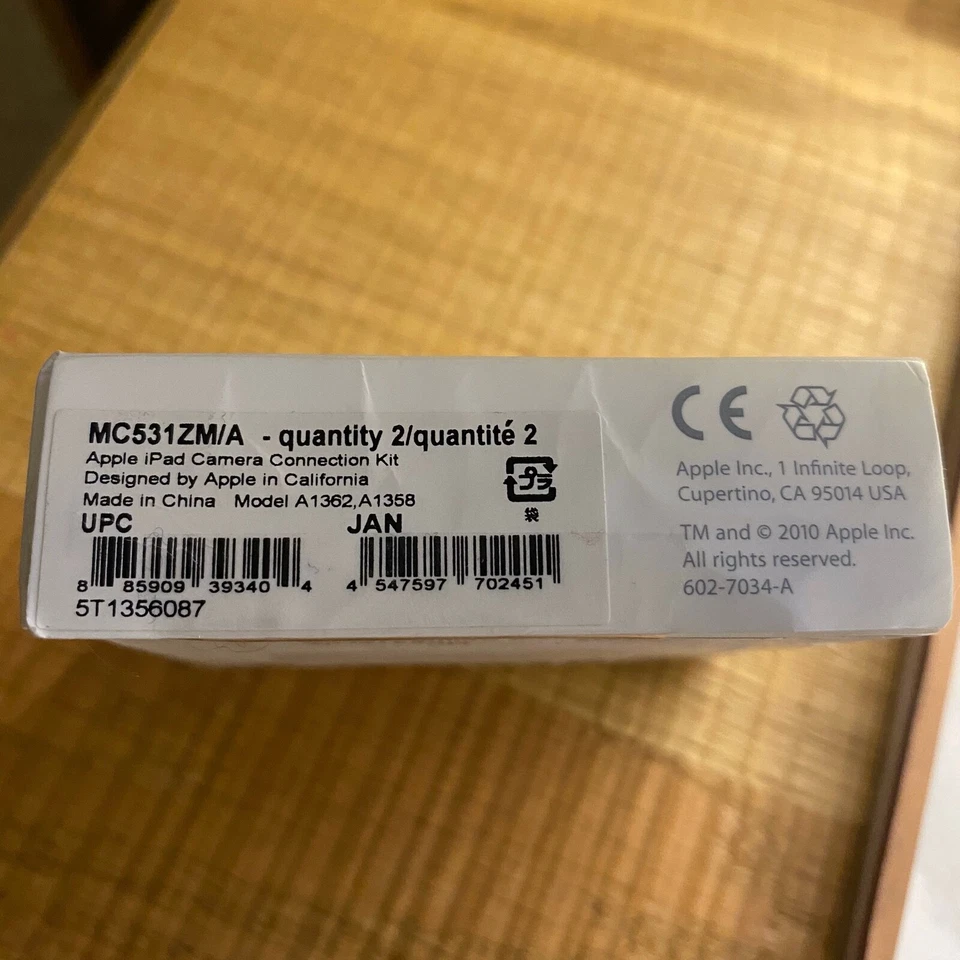 MC531ZM/A - quantity 2/quantité 2
Apple iPad Camera Connection Kit
Designed by Apple in California
Made in China Model A1362,A1358
プラ
袋
UPC JAN
8 85909 39340 4 4 547597 702451
5T1356087
CE
Apple Inc., 1 Infinite Loop,
Cupertino, CA 95014 USA
TM and © 2010 Apple Inc.
All rights reserved.
602-7034-A